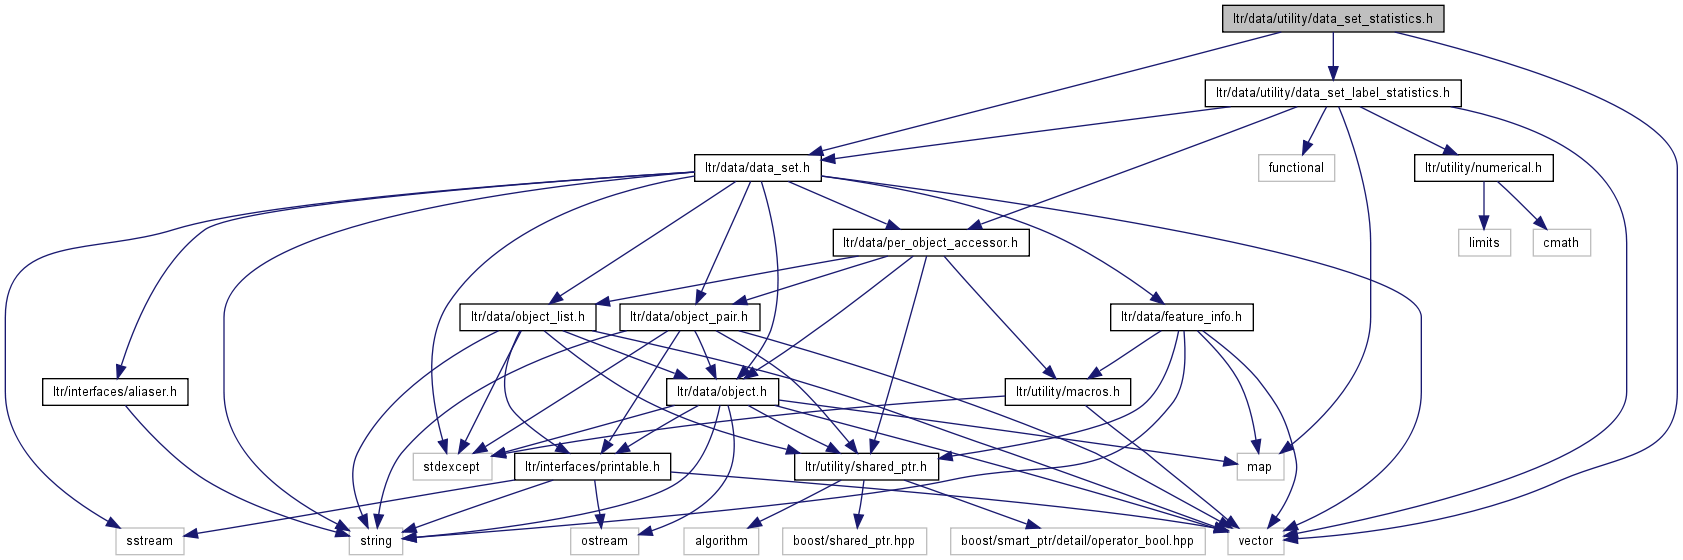 ltr/data/utility/data_set_statistics.h
ltr/data/utility/data_set_label_statistics.h
ltr/data/data_set.h
functional
ltr/utility/numerical.h
ltr/data/per_object_accessor.h
limits
cmath
ltr/data/object_list.h
ltr/data/object_pair.h
ltr/data/feature_info.h
ltr/interfaces/aliaser.h
ltr/data/object.h
ltr/utility/macros.h
stdexcept
ltr/interfaces/printable.h
ltr/utility/shared_ptr.h
map
sstream
string
ostream
algorithm
boost/shared_ptr.hpp
boost/smart_ptr/detail/operator_bool.hpp
vector